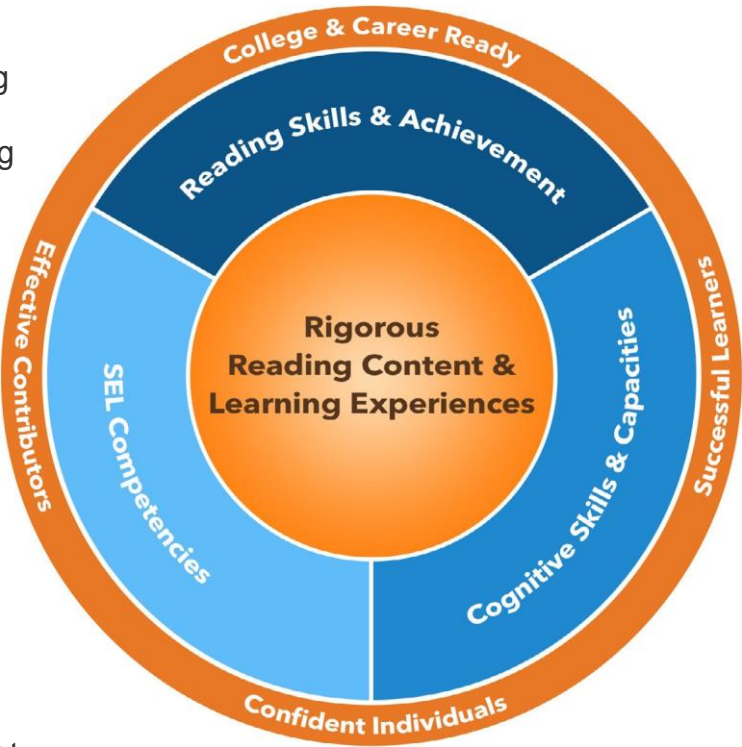 College & Career Ready
Reading Skills & Achievement
Effective Contributors
SEL Competencies
Rigorous
Reading Content &
Learning Experiences
Cognitive Skills & Capacities
Successful Learners
Confident Individuals